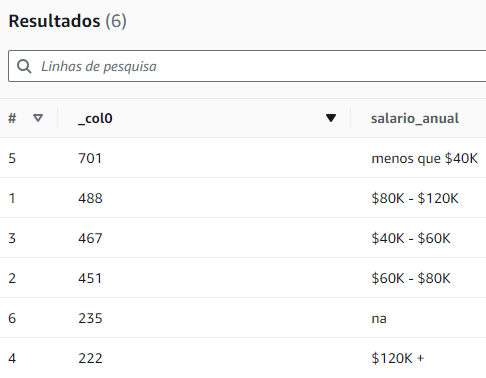 Resultados (6)
Linhas de pesquisa
# _col0 salario_anual
5 701 menos que $40K
1 488 $80K - $120K
3 467 $40K - $60K
2 451 $60K - $80K
6 235 na
4 222 $120K +